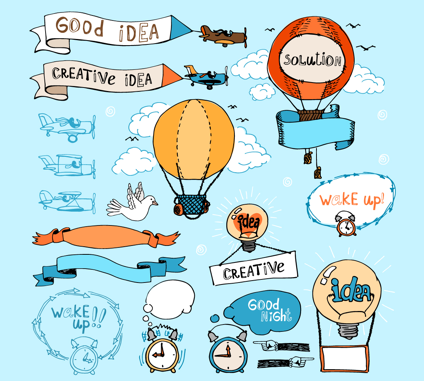 GOOD iDEA
CREATiVE iDEA
SOLUTiON
WAKE UP!
idea
CREATiVE
idea
WAKE
UP!!
GOOD
NiGHT